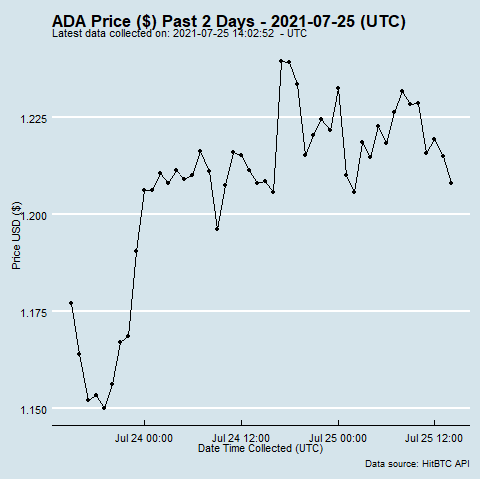 ADA Price ($) Past 2 Days - 2021-07-25 (UTC)
Latest data collected on: 2021-07-25 14:02:52 - UTC
1.225
1.200
1.175
1.150
Price USD ($)
Jul 24 00:00 Jul 24 12:00 Jul 25 00:00 Jul 25 12:00
Date Time Collected (UTC)
Data source: HitBTC API